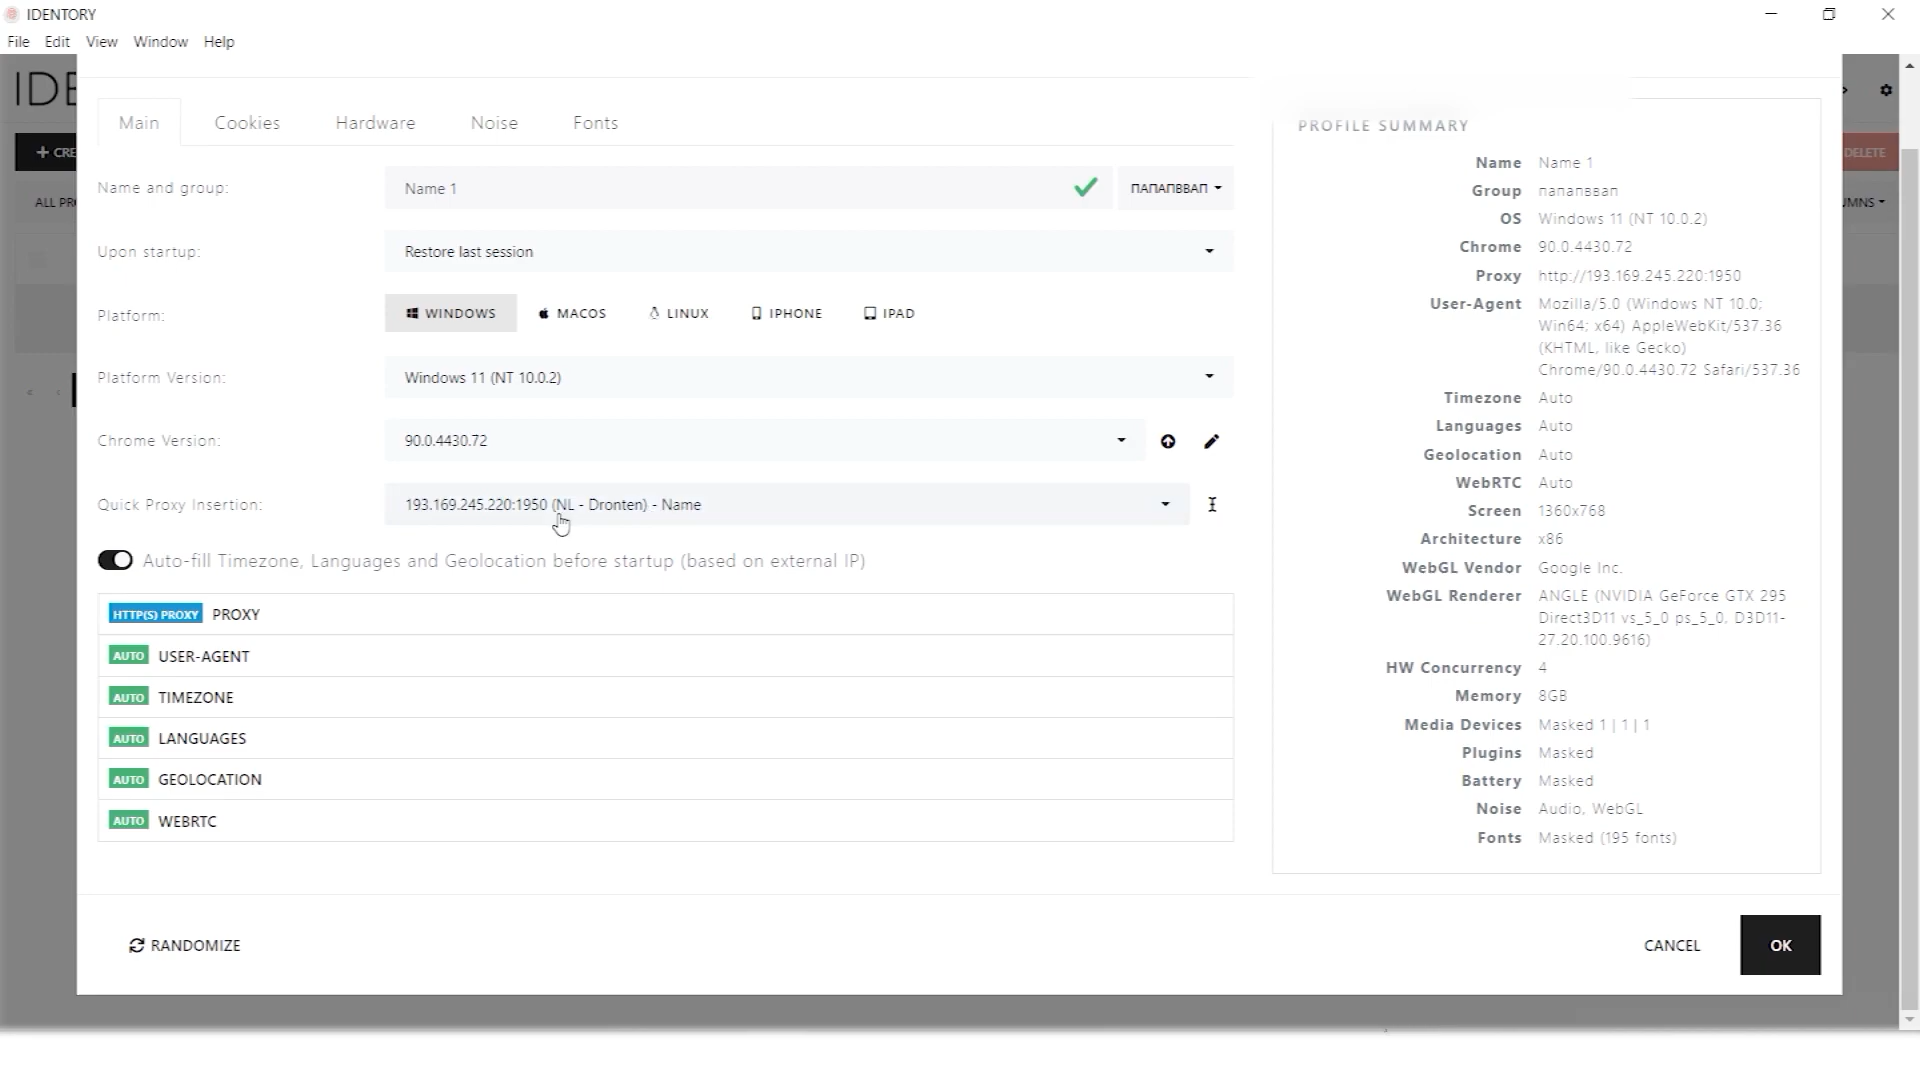 IDENTORY
File Edit View Window Help
IDE
Main Cookies Hardware Noise Fonts
+ CRE
DELETE
ALL PR
UMNS
Name and group: Name 1 ПАПАПВВАП
Upon startup: Restore last session
Platform: WINDOWS MACOS LINUX IPHONE IPAD
Platform Version: Windows 11 (NT 10.0.2)
Chrome Version: 90.0.4430.72
Quick Proxy Insertion: 193.169.245.220:1950 (NL - Dronten) - Name
Auto-fill Timezone, Languages and Geolocation before startup (based on external IP)
HTTP(S) PROXY PROXY
AUTO USER-AGENT
AUTO TIMEZONE
AUTO LANGUAGES
AUTO GEOLOCATION
AUTO WEBRTC
PROFILE SUMMARY
Name Name 1
Group папапввап
OS Windows 11 (NT 10.0.2)
Chrome 90.0.4430.72
Proxy http://193.169.245.220:1950
User-Agent Mozilla/5.0 (Windows NT 10.0;
Win64; x64) AppleWebKit/537.36
(KHTML, like Gecko)
Chrome/90.0.4430.72 Safari/537.36
Timezone Auto
Languages Auto
Geolocation Auto
WebRTC Auto
Screen 1360x768
Architecture x86
WebGL Vendor Google Inc.
WebGL Renderer ANGLE (NVIDIA GeForce GTX 295
Direct3D11 vs_5_0 ps_5_0, D3D11-
27.20.100.9616)
HW Concurrency 4
Memory 8GB
Media Devices Masked 1 | 1 | 1
Plugins Masked
Battery Masked
Noise Audio, WebGL
Fonts Masked (195 fonts)
RANDOMIZE
CANCEL OK